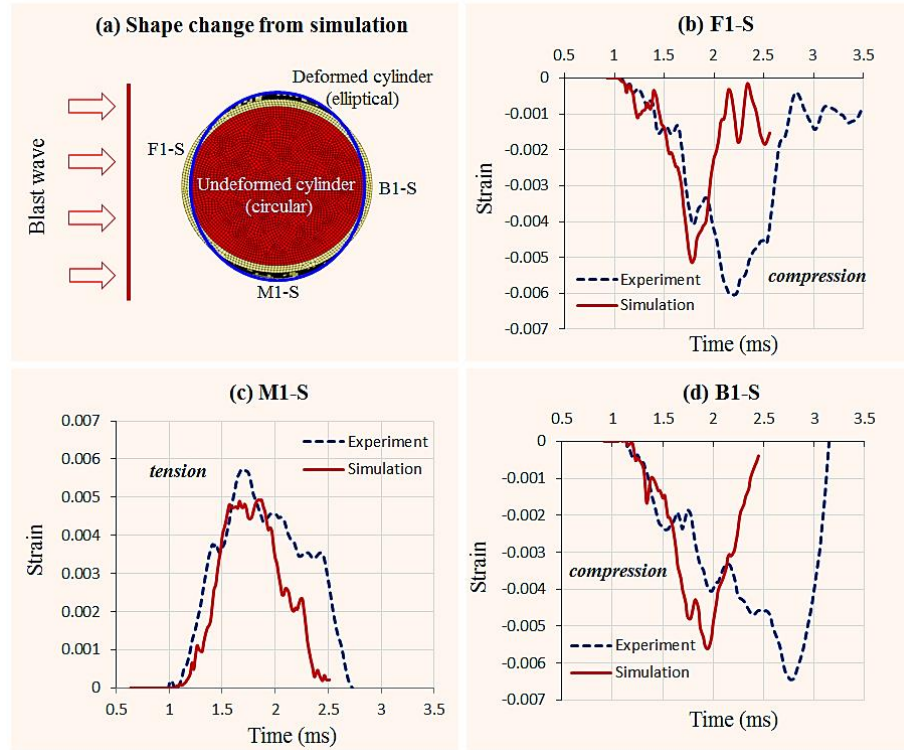 (a) Shape change from simulation
Deformed cylinder
(elliptical)
Blast wave
F1-S
Undeformed cylinder
(circular)
B1-S
M1-S
(b) F1-S
0.5 1 1.5 2 2.5 3 3.5
0
-0.001
-0.002
-0.003
-0.004
-0.005
-0.006
-0.007
Strain
Experiment
Simulation
compression
Time (ms)
(c) M1-S
0.007
0.006
0.005
0.004
0.003
0.002
0.001
0
Strain
tension
Experiment
Simulation
0.5 1 1.5 2 2.5 3 3.5
Time (ms)
(d) B1-S
0.5 1 1.5 2 2.5 3 3.5
0
-0.001
-0.002
-0.003
-0.004
-0.005
-0.006
-0.007
Strain
compression
Experiment
Simulation
Time (ms)